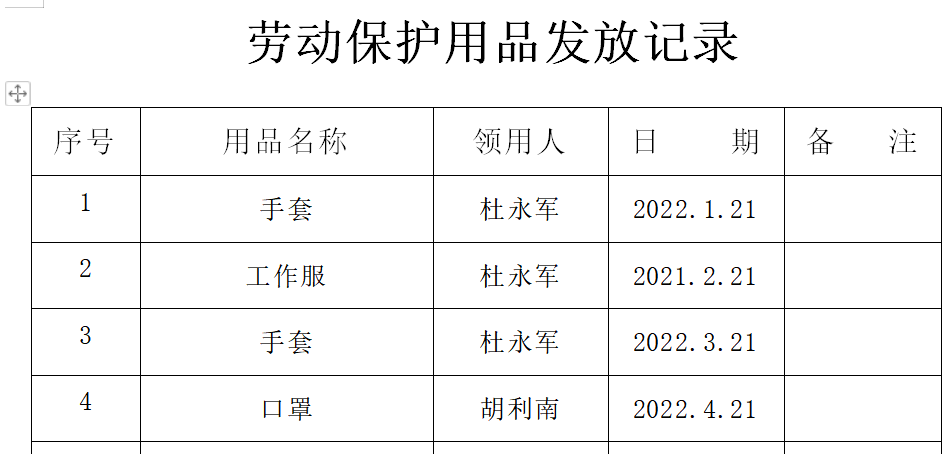 劳动保护用品发放记录
序号 用品名称 领用人 日 期 备 注
1 手套 杜永军 2022.1.21
2 工作服 杜永军 2021.2.21
3 手套 杜永军 2022.3.21
4 口罩 胡利南 2022.4.21